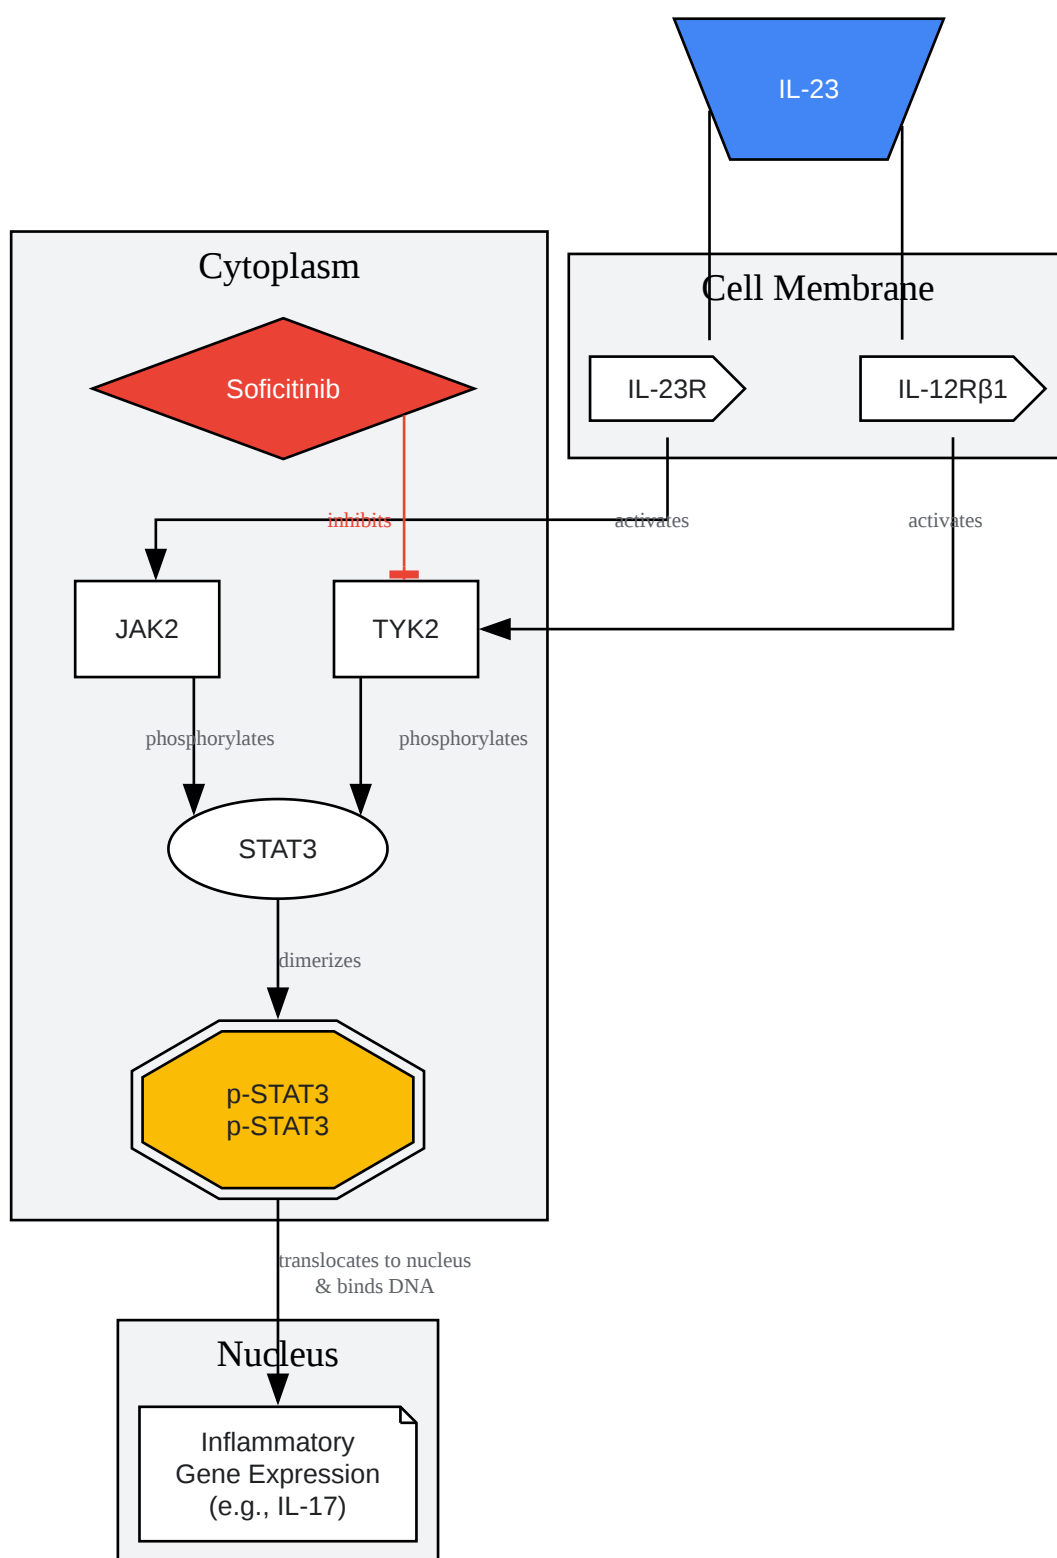 IL-23
Cytoplasm
Cell Membrane
Soficitinib
IL-23R
IL-12Rβ1
inhibits
activates
activates
JAK2
TYK2
phosphorylates
phosphorylates
STAT3
dimerizes
p-STAT3
p-STAT3
translocates to nucleus
& binds DNA
Nucleus
Inflammatory
Gene Expression
(e.g., IL-17)